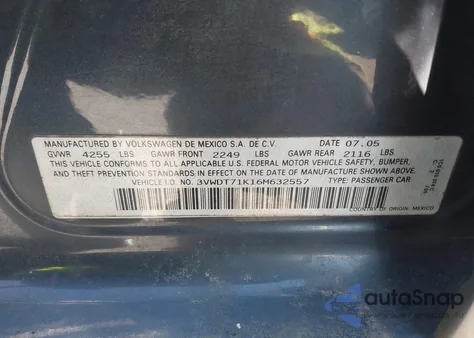 MANUFACTURED BY VOLKSWAGEN DE MEXICO S.A. DE C.V. DATE 07.05
GVWR 4255 LBS GAWR FRONT 2249 LBS GAWR REAR 2116 LBS
THIS VEHICLE CONFORMS TO ALL APPLICABLE U.S. FEDERAL MOTOR VEHICLE SAFETY, BUMPER,
AND THEFT PREVENTION STANDARDS IN EFFECT ON THE DATE OF MANUFACTURE SHOWN ABOVE.
VEHICLE I.D. NO.: 3VWDT71K16M632557 TYPE: PASSENGER CAR
COUNTRY OF ORIGIN: MEXICO
autoSnap